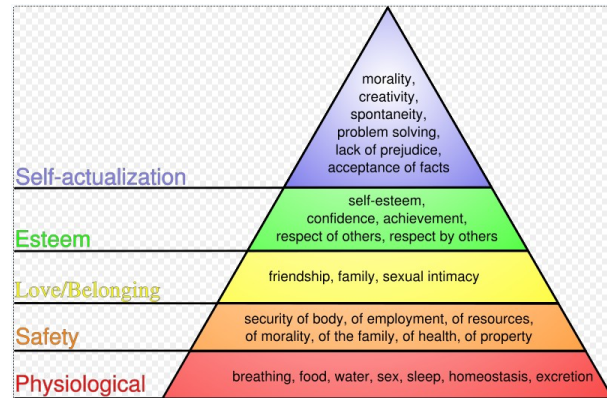 morality,
creativity,
spontaneity,
problem solving,
lack of prejudice,
acceptance of facts
Self-actualization
self-esteem,
confidence, achievement,
respect of others, respect by others
Esteem
friendship, family, sexual intimacy
Love/Belonging
security of body, of employment, of resources,
of morality, of the family, of health, of property
Safety
breathing, food, water, sex, sleep, homeostasis, excretion
Physiological